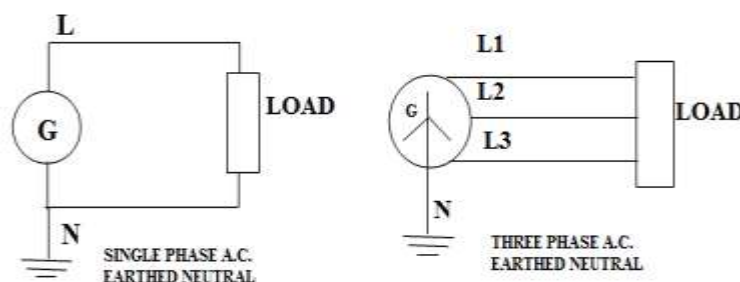 L
G
LOAD
N
SINGLE PHASE A.C.
EARTHED NEUTRAL
L1
L2
G
L3
LOAD
N
THREE PHASE A.C.
EARTHED NEUTRAL